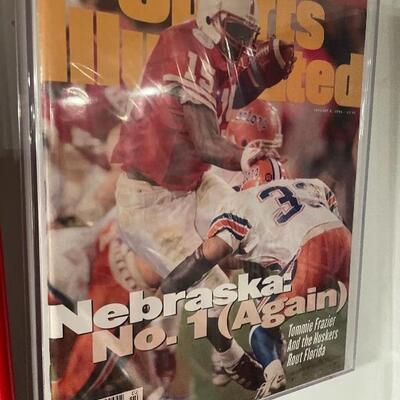 Sports
Illustrated
Nebraska:
No. 1 (Again)
Tommie Frazier
And the Huskers
Rout Florida